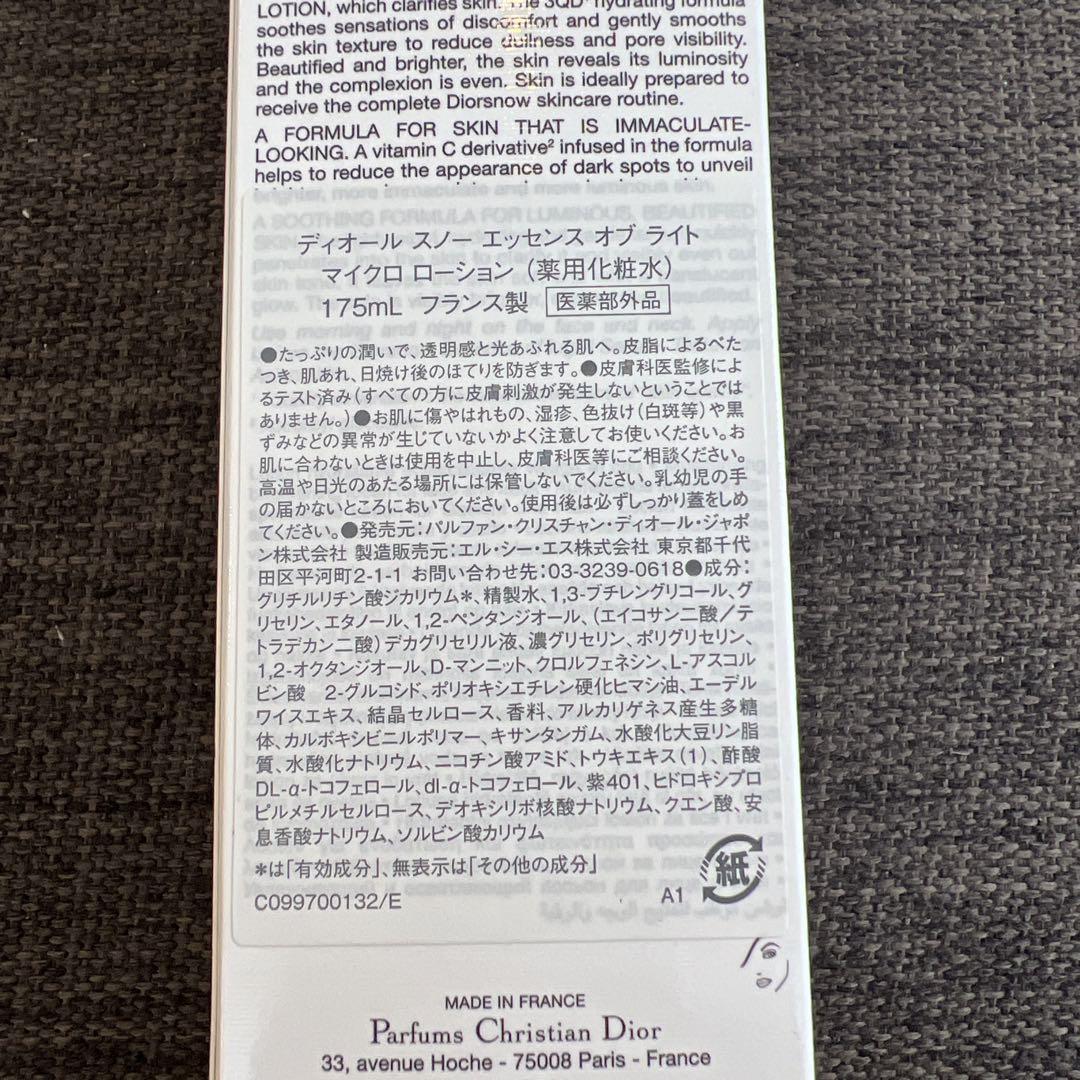 LOTION, which clarifies skin. The 3QD¹ hydrating formula
soothes sensations of discomfort and gently smooths
the skin texture to reduce dullness and pore visibility.
Beautified and brighter, the skin reveals its luminosity
and the complexion is even. Skin is ideally prepared to
receive the complete Diorsnow skincare routine.
A FORMULA FOR SKIN THAT IS IMMACULATE-
LOOKING. A vitamin C derivative² infused in the formula
helps to reduce the appearance of dark spots to unveil
brighter, more immaculate and more luminous skin.
A SOOTHING FORMULA FOR LUMINOUS, BEAUTIFIED
ディオール スノー エッセンス オブ ライト
マイクロ ローション（薬用化粧水）
175mL フランス製 医薬部外品
●たっぷりの潤いで、透明感と光あふれる肌へ。皮脂によるべた
つき、肌あれ、日焼け後のほてりを防ぎます。●皮膚科医監修によ
るテスト済み（すべての方に皮膚刺激が発生しないということでは
ありません。）●お肌に傷やはれもの、湿疹、色抜け（白斑等）や黒
ずみなどの異常が生じていないかよく注意してお使いください。お
肌に合わないときは使用を中止し、皮膚科医等にご相談ください。
高温や日光のあたる場所には保管しないでください。乳幼児の手
の届かないところにおいてください。使用後は必ずしっかり蓋をしめ
てください。●発売元：パルファン・クリスチャン・ディオール・ジャポ
ン株式会社 製造販売元：エル・シー・エス株式会社 東京都千代
田区平河町2-1-1 お問い合わせ先：03-3239-0618●成分：
グリチルリチン酸ジカリウム＊、精製水、1,3-ブチレングリコール、グ
リセリン、エタノール、1,2-ペンタンジオール、（エイコサン二酸／テ
トラデカン二酸）デカグリセリル液、濃グリセリン、ポリグリセリン、
1,2-オクタンジオール、D-マンニット、クロルフェネシン、L-アスコル
ビン酸 2-グルコシド、ポリオキシエチレン硬化ヒマシ油、エーデル
ワイスエキス、結晶セルロース、香料、アルカリゲネス産生多糖
体、カルボキシビニルポリマー、キサンタンガム、水酸化大豆リン脂
質、水酸化ナトリウム、ニコチン酸アミド、トウキエキス（1）、酢酸
DL-α-トコフェロール、dl-α-トコフェロール、紫401、ヒドロキシプロ
ピルメチルセルロース、デオキシリボ核酸ナトリウム、クエン酸、安
息香酸ナトリウム、ソルビン酸カリウム
＊は「有効成分」、無表示は「その他の成分」
紙
C099700132/E A1
MADE IN FRANCE
Parfums Christian Dior
33, avenue Hoche - 75008 Paris - France